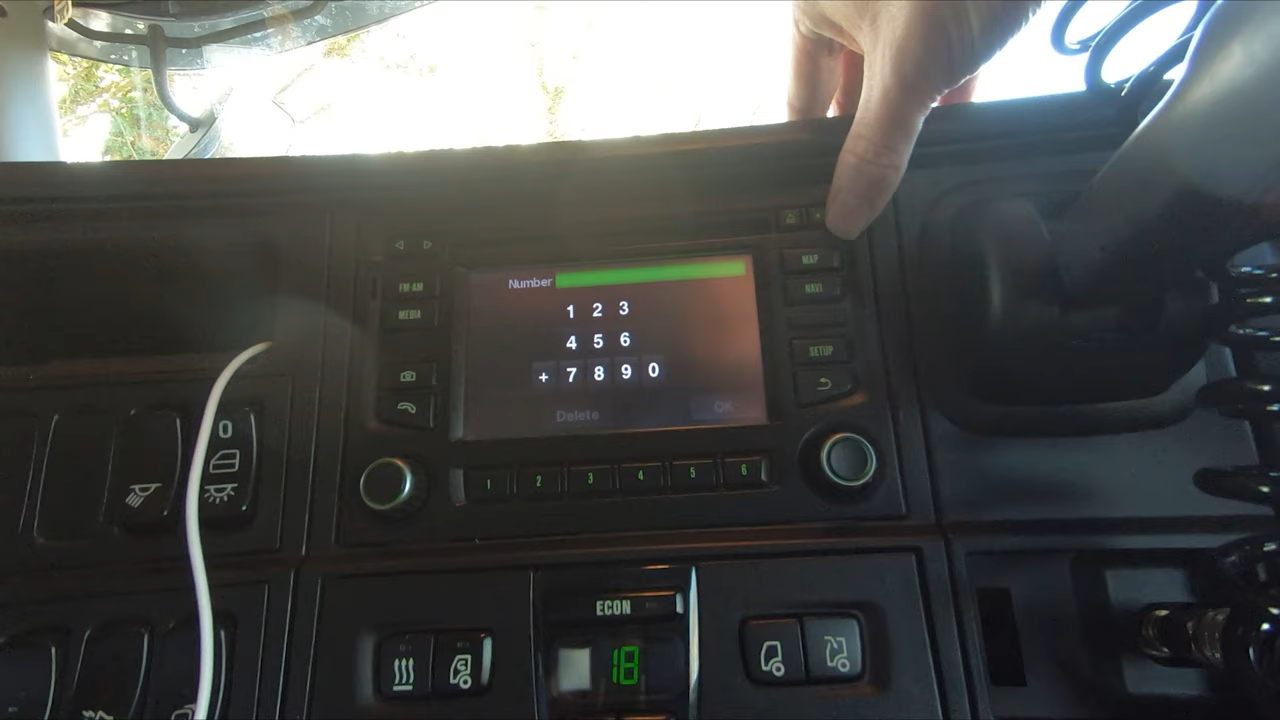 FM·AM
MEDIA
Number
1 2 3
4 5 6
+ 7 8 9 0
Delete
OK
MAP
NAVI
SETUP
1 2 3 4 5 6
0
ECON
18